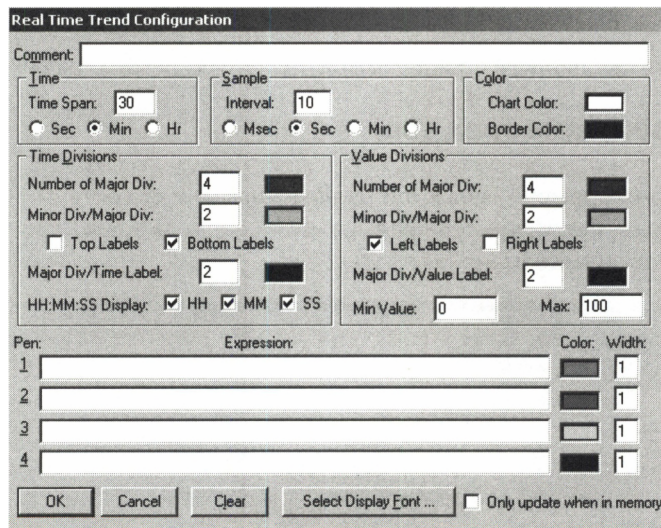 Real Time Trend Configuration
Comment:
Time
Time Span: 30
Sec Min Hr
Sample
Interval: 10
Msec Sec Min Hr
Color
Chart Color:
Border Color:
Time Divisions
Number of Major Div: 4
Minor Div/Major Div: 2
Top Labels Bottom Labels
Major Div/Time Label: 2
HH:MM:SS Display: HH MM SS
Value Divisions
Number of Major Div: 4
Minor Div/Major Div: 2
Left Labels Right Labels
Major Div/Value Label: 2
Min Value: 0 Max: 100
Pen: Expression: Color: Width:
1 1
2 1
3 1
4 1
OK Cancel Clear Select Display Font ... Only update when in memory